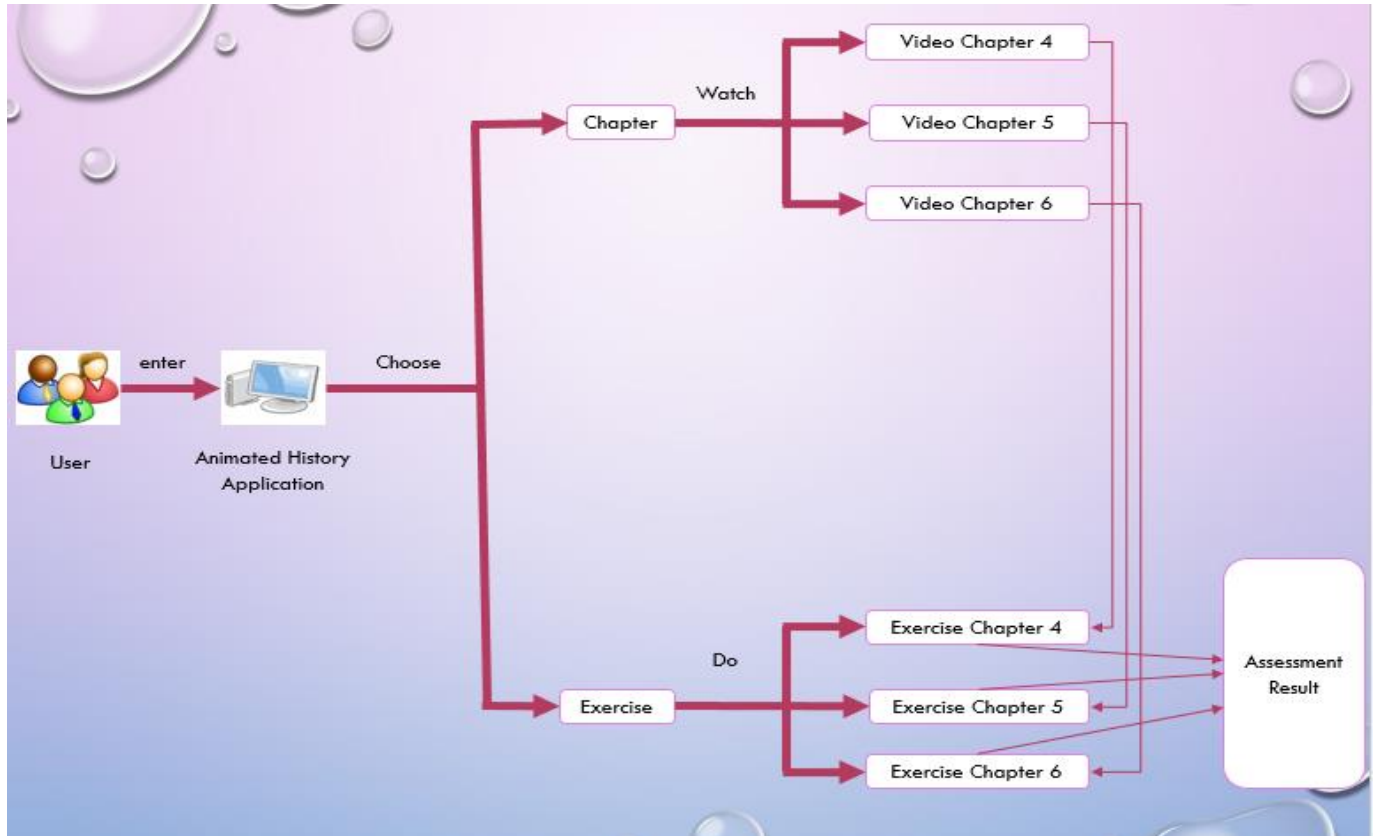 Video Chapter 4
Watch
Chapter
Video Chapter 5
Video Chapter 6
enter
Choose
User
Animated History
Application
Exercise Chapter 4
Do
Assessment
Result
Exercise
Exercise Chapter 5
Exercise Chapter 6